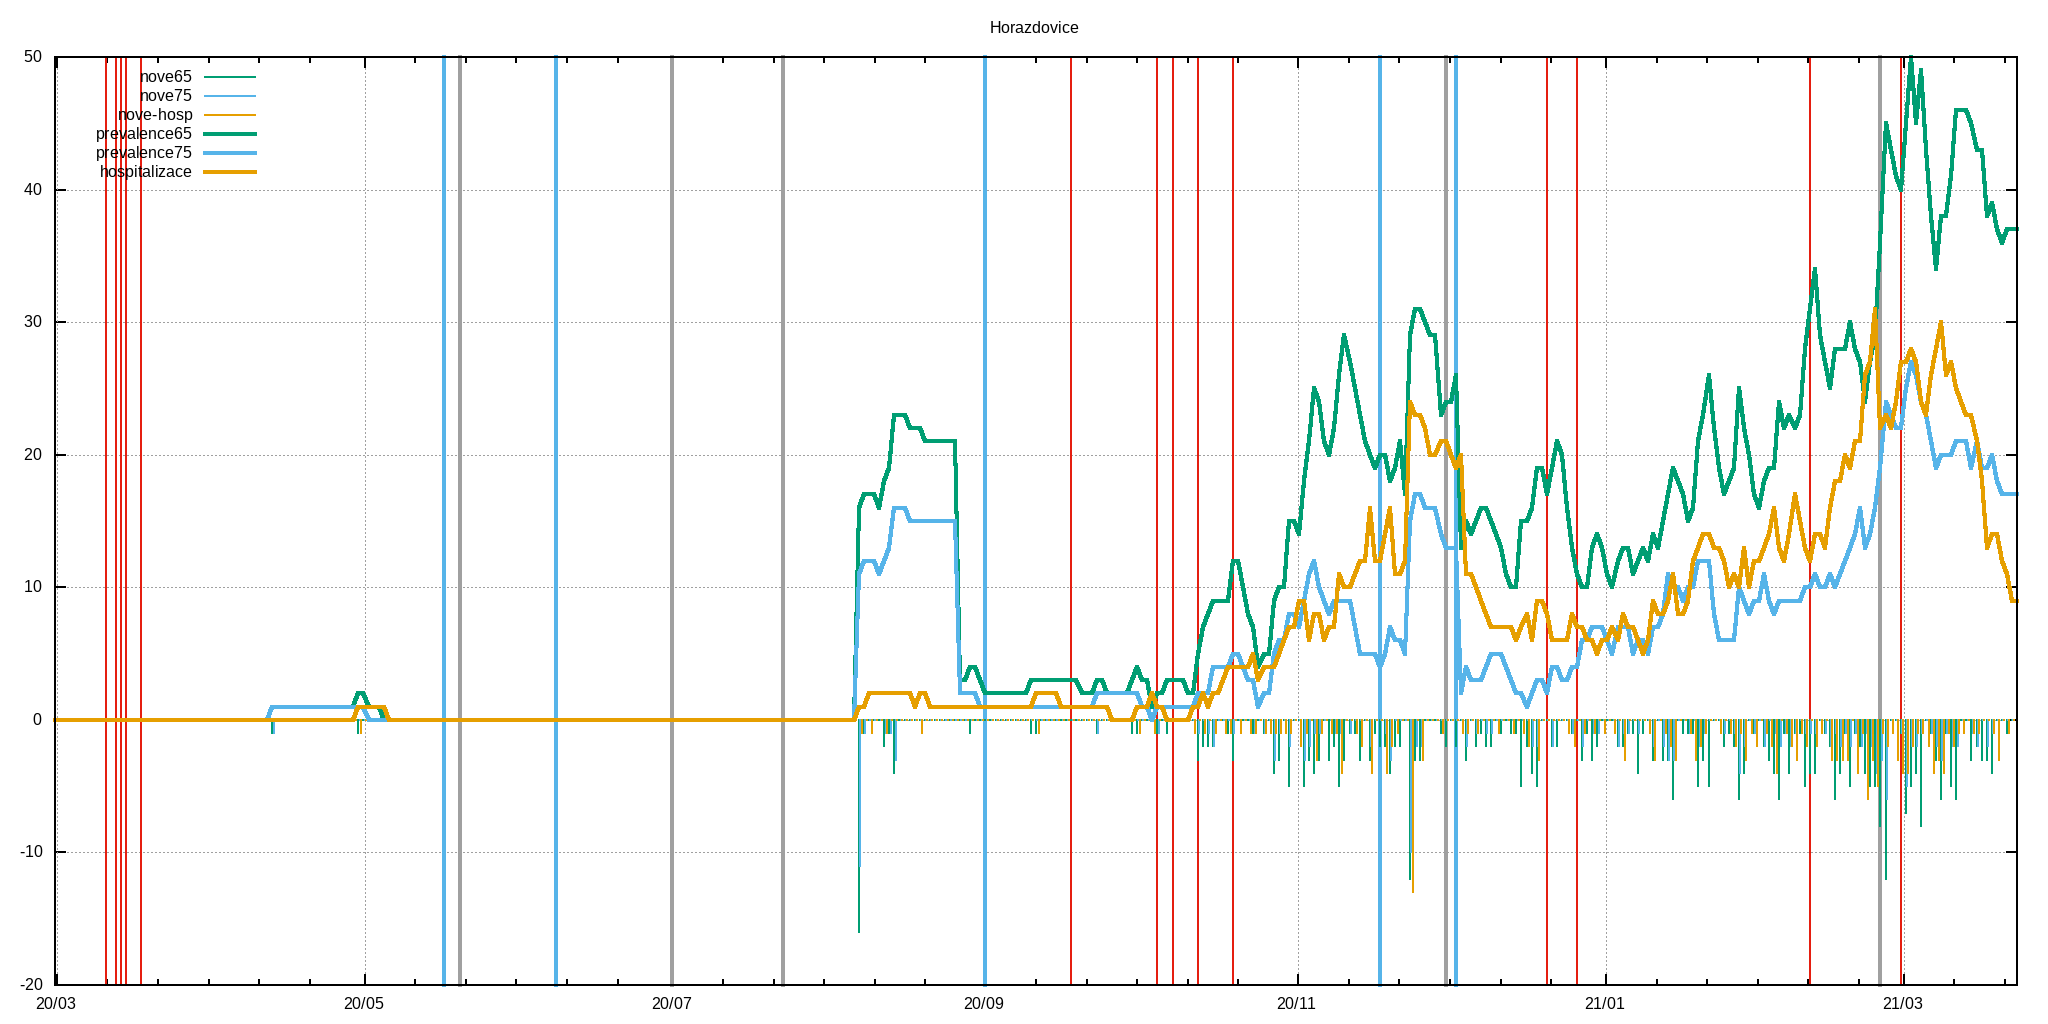 Horazdovice
50
nove65
nove75
nove-hosp
prevalence65
prevalence75
hospitalizace
40
30
20
10
0
-10
-20
20/03 20/05 20/07 20/09 20/11 21/01 21/03